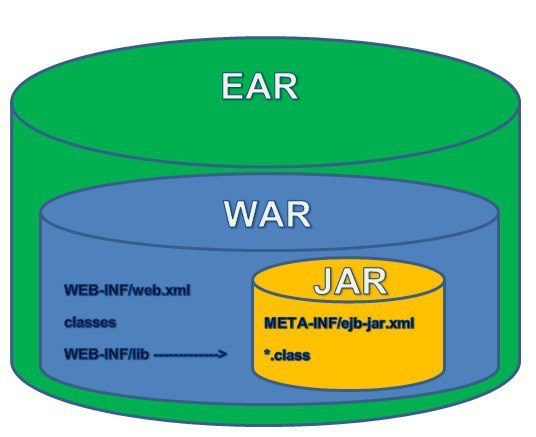 EAR
WAR
JAR
WEB-INF/web.xml
classes
WEB-INF/lib -------------->
META-INF/ejb-jar.xml
*.class